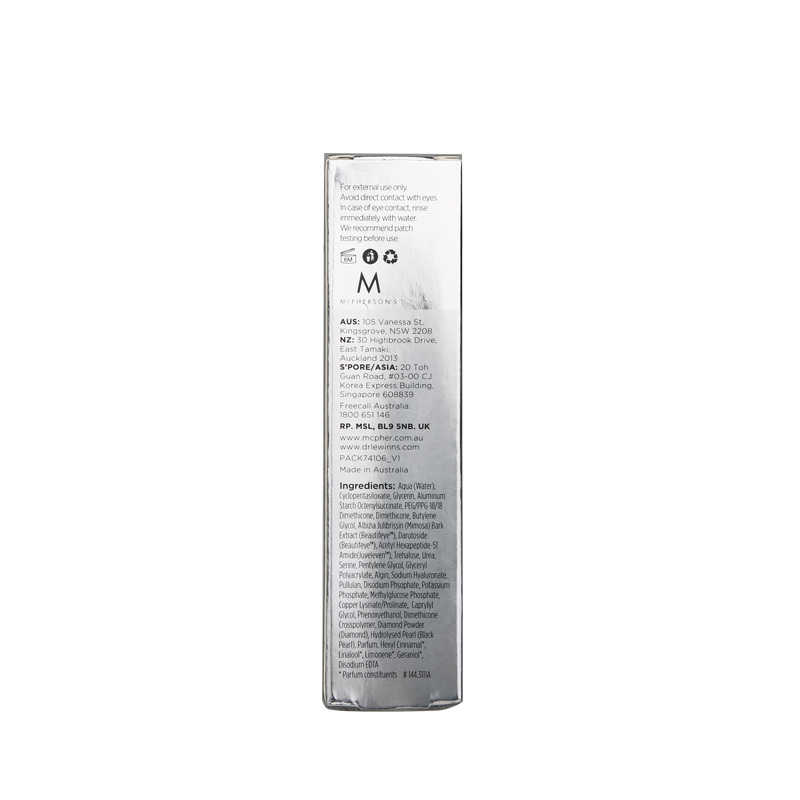 For external use only.
Avoid direct contact with eyes.
In case of eye contact, rinse
immediately with water.
We recommend patch
testing before use.
6M
M
MCPHERSON'S
AUS: 105 Vanessa St,
Kingsgrove, NSW 2208
NZ: 30 Highbrook Drive,
East Tamaki,
Auckland 2013
S'PORE/ASIA: 20 Toh
Guan Road, #03-00 CJ
Korea Express Building,
Singapore 608839
Freecall Australia:
1800 651 146
RP. MSL, BL9 5NB. UK
www.mcpher.com.au
www.drlewinns.com
PACK74106_V1
Made in Australia
Ingredients: Aqua (Water),
Cyclopentasiloxane, Glycerin, Aluminum
Starch Octenylsuccinate, PEG/PPG-18/18
Dimethicone, Dimethicone, Butylene
Glycol, Albizia Julibrissin (Mimosa) Bark
Extract (Beautifeye™), Darutoside
(Beautifeye™), Acetyl Hexapeptide-51
Amide(Juveleven™), Trehalose, Urea,
Serine, Pentylene Glycol, Glyceryl
Polyacrylate, Algin, Sodium Hyaluronate,
Pullulan, Disodium Phsophate, Potassium
Phosphate, Methylglucose Phosphate,
Copper Lysinate/Prolinate, Caprylyl
Glycol, Phenoxyethanol, Dimethicone
Crosspolymer, Diamond Powder
(Diamond), Hydrolysed Pearl (Black
Pearl), Parfum, Hexyl Cinnamal*,
Linalool*, Limonene*, Geraniol*,
Disodium EDTA
* Parfum constituents # 144.3111A